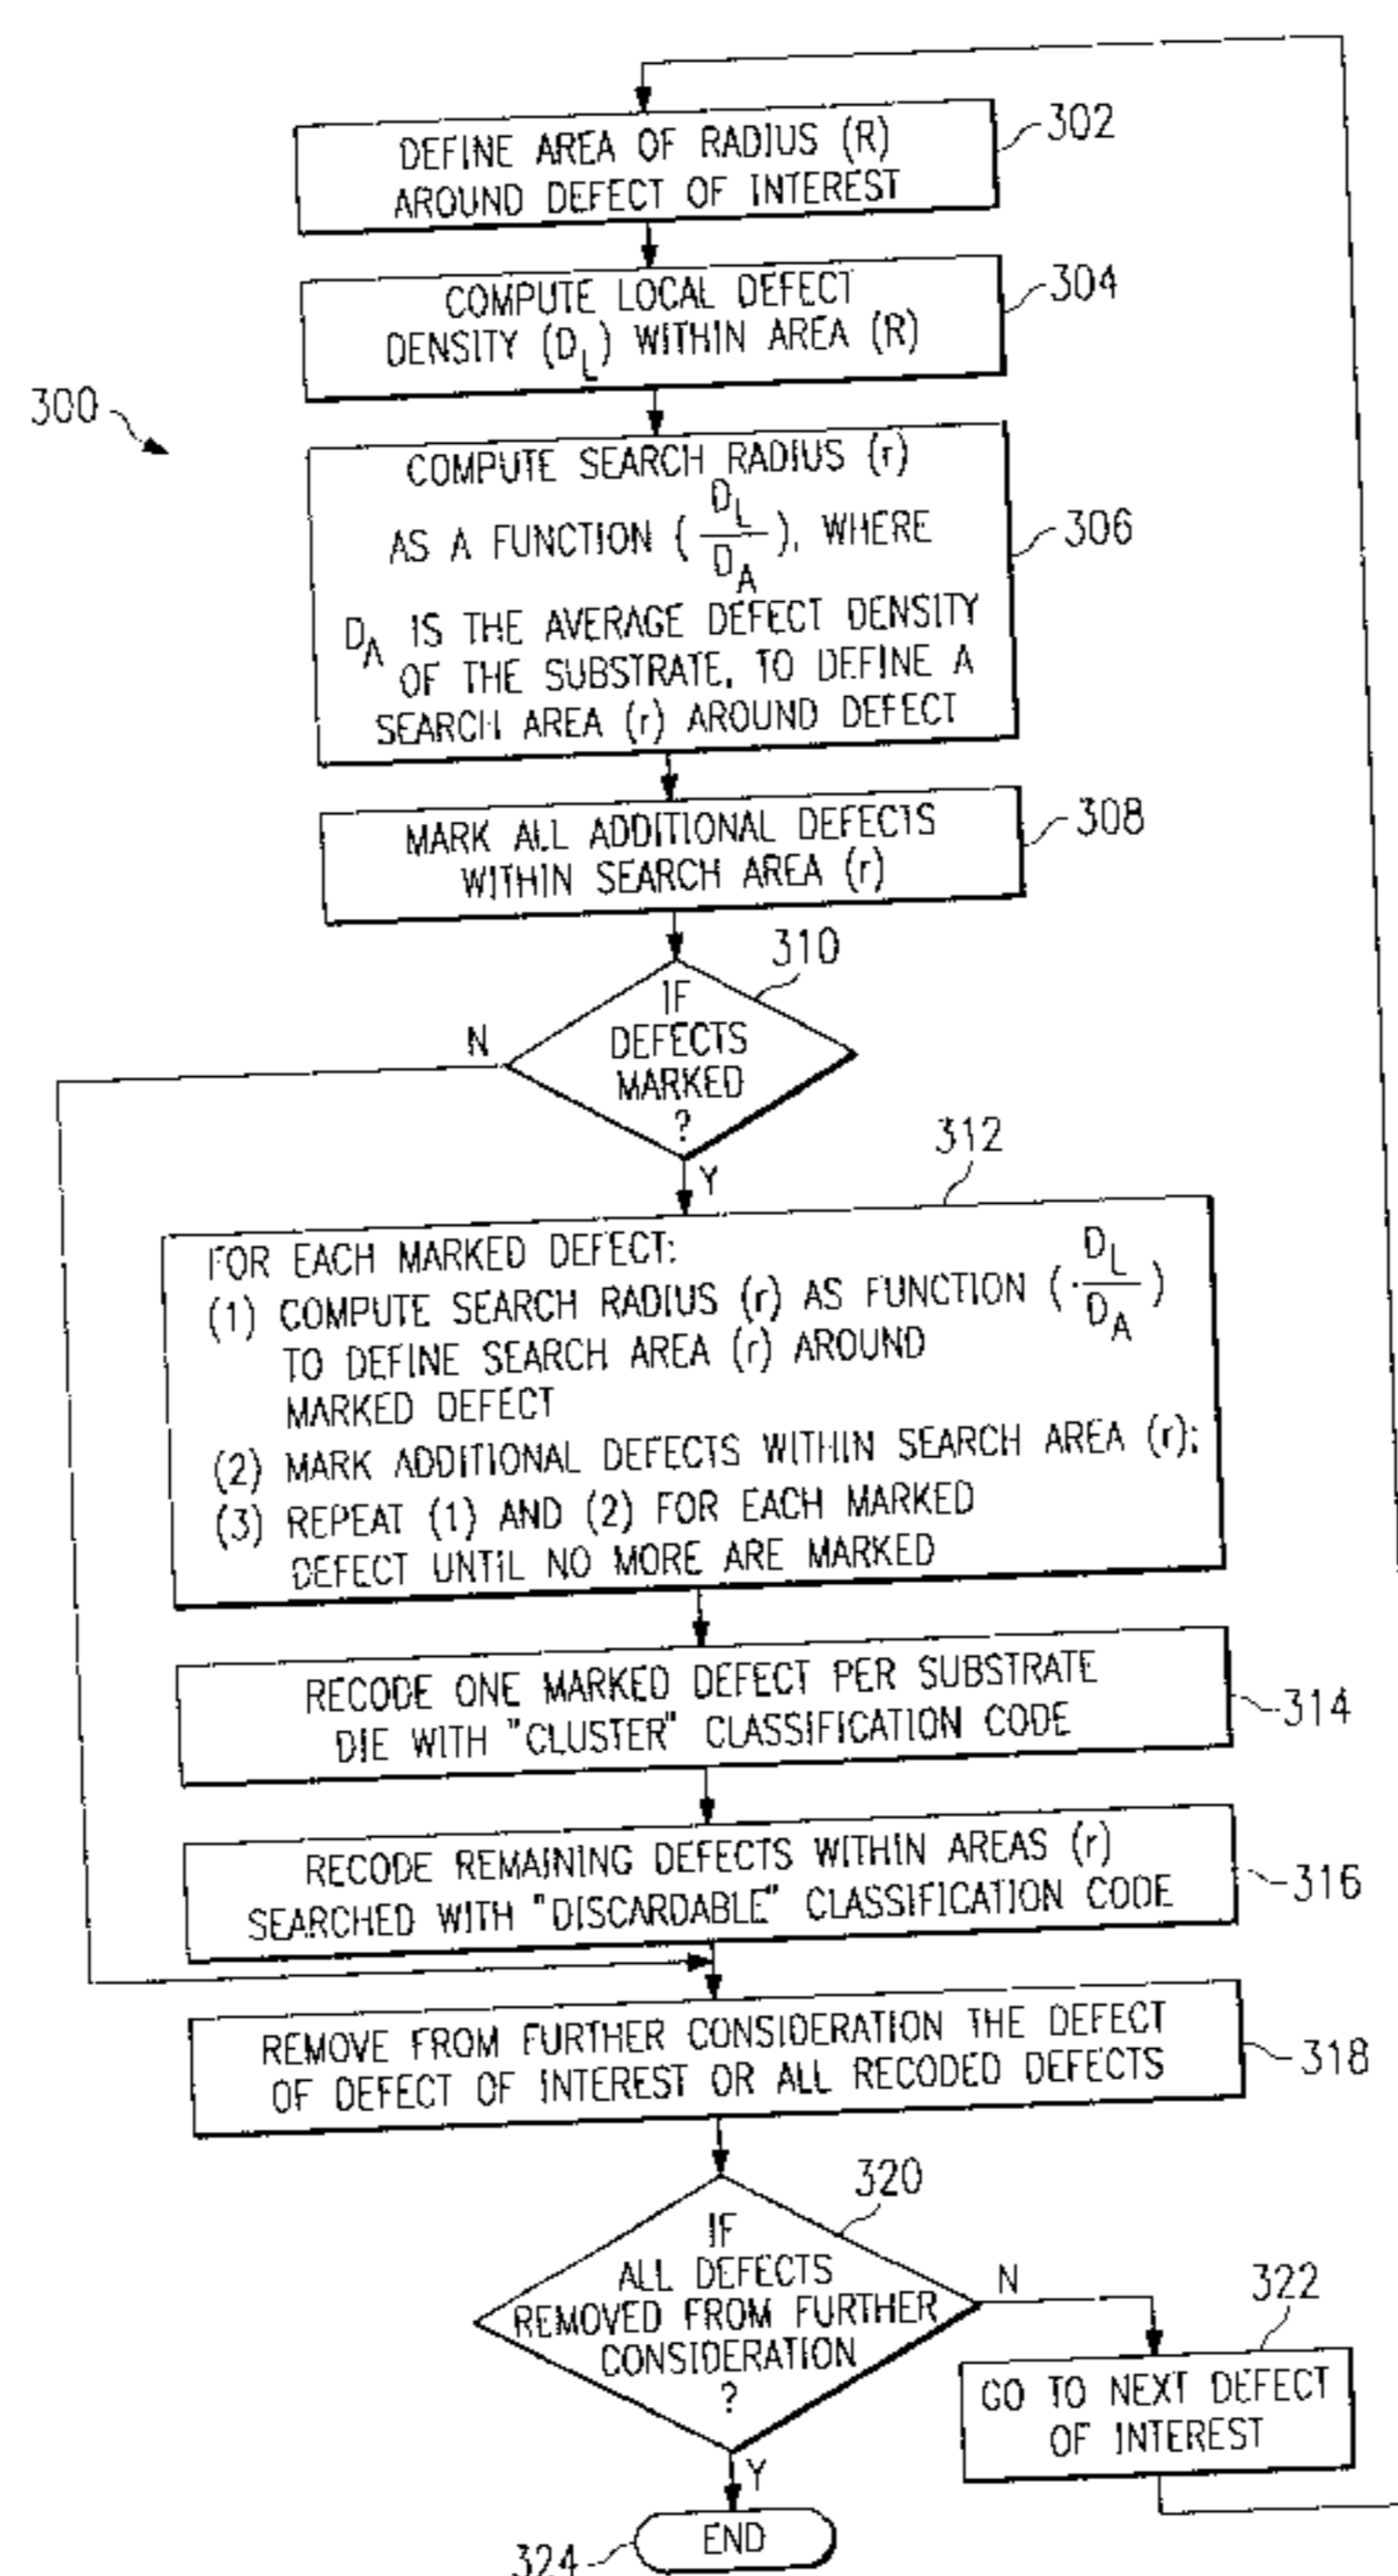 302
DEFINE AREA OF RADIUS (R)
AROUND DEFECT OF INTEREST
304
COMPUTE LOCAL DEFECT
DENSITY (D_L) WITHIN AREA (R)
300
306
COMPUTE SEARCH RADIUS (r)
AS A FUNCTION (D_L/D_A), WHERE
D_A IS THE AVERAGE DEFECT DENSITY
OF THE SUBSTRATE, TO DEFINE A
SEARCH AREA (r) AROUND DEFECT
308
MARK ALL ADDITIONAL DEFECTS
WITHIN SEARCH AREA (r)
310
IF
DEFECTS
MARKED
?
N
Y
312
FOR EACH MARKED DEFECT:
(1) COMPUTE SEARCH RADIUS (r) AS FUNCTION (D_L/D_A)
TO DEFINE SEARCH AREA (r) AROUND
MARKED DEFECT
(2) MARK ADDITIONAL DEFECTS WITHIN SEARCH AREA (r);
(3) REPEAT (1) AND (2) FOR EACH MARKED
DEFECT UNTIL NO MORE ARE MARKED
RECODE ONE MARKED DEFECT PER SUBSTRATE
DIE WITH "CLUSTER" CLASSIFICATION CODE
314
RECODE REMAINING DEFECTS WITHIN AREAS (r)
SEARCHED WITH "DISCARDABLE" CLASSIFICATION CODE
316
REMOVE FROM FURTHER CONSIDERATION THE DEFECT
OF DEFECT OF INTEREST OR ALL RECODED DEFECTS
318
320
IF
ALL DEFECTS
REMOVED FROM FURTHER
CONSIDERATION
?
N
Y
322
GO TO NEXT DEFECT
OF INTEREST
END
324